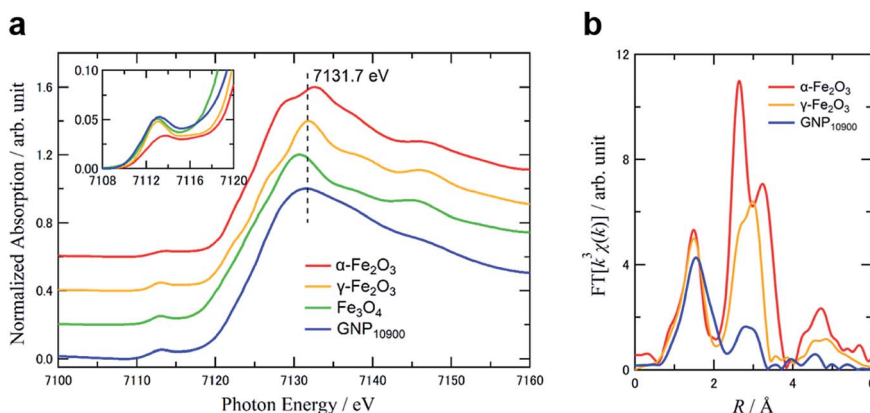 a
7131.7 eV
0.10
0.05
0.00
7108 7112 7116 7120
1.6
1.2
0.8
0.4
0.0
Normalized Absorption / arb. unit
α-Fe₂O₃
γ-Fe₂O₃
Fe₃O₄
GNP₁₀₉₀₀
7100 7110 7120 7130 7140 7150 7160
Photon Energy / eV
b
12
8
4
0
FT[k³ χ(k)] / arb. unit
α-Fe₂O₃
γ-Fe₂O₃
GNP₁₀₉₀₀
0 2 4 6
R / Å